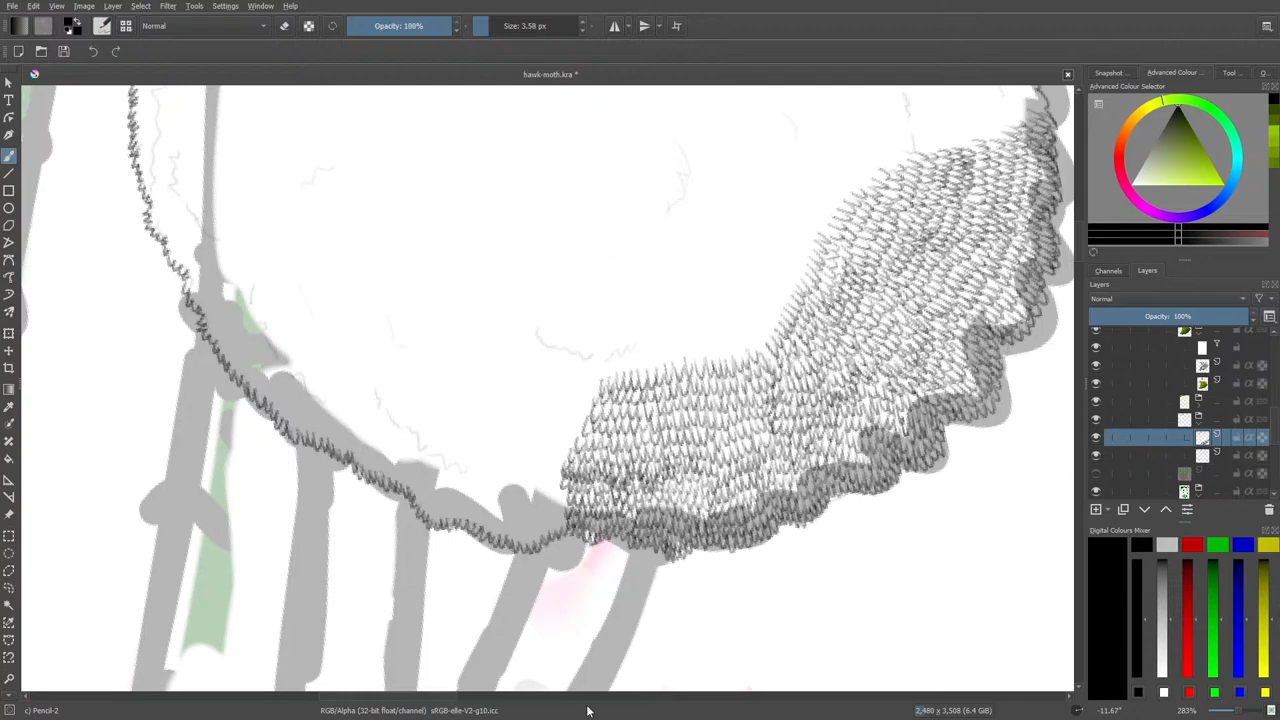 File Edit View Image Layer Select Filter Tools Settings Window Help
Normal Opacity: 100% Size: 3.58 px
hawk-moth.kra *
Snapshot ... Advanced Colour ... Tool ... O...
Advanced Colour Selector
Channels Layers
Layers
Normal
Opacity: 100%
Digital Colours Mixer
c) Pencil-2 RGB/Alpha (32-bit float/channel) sRGB-elle-V2-g10.icc 2,480 x 3,508 (6.4 GiB) -11.67° 283%